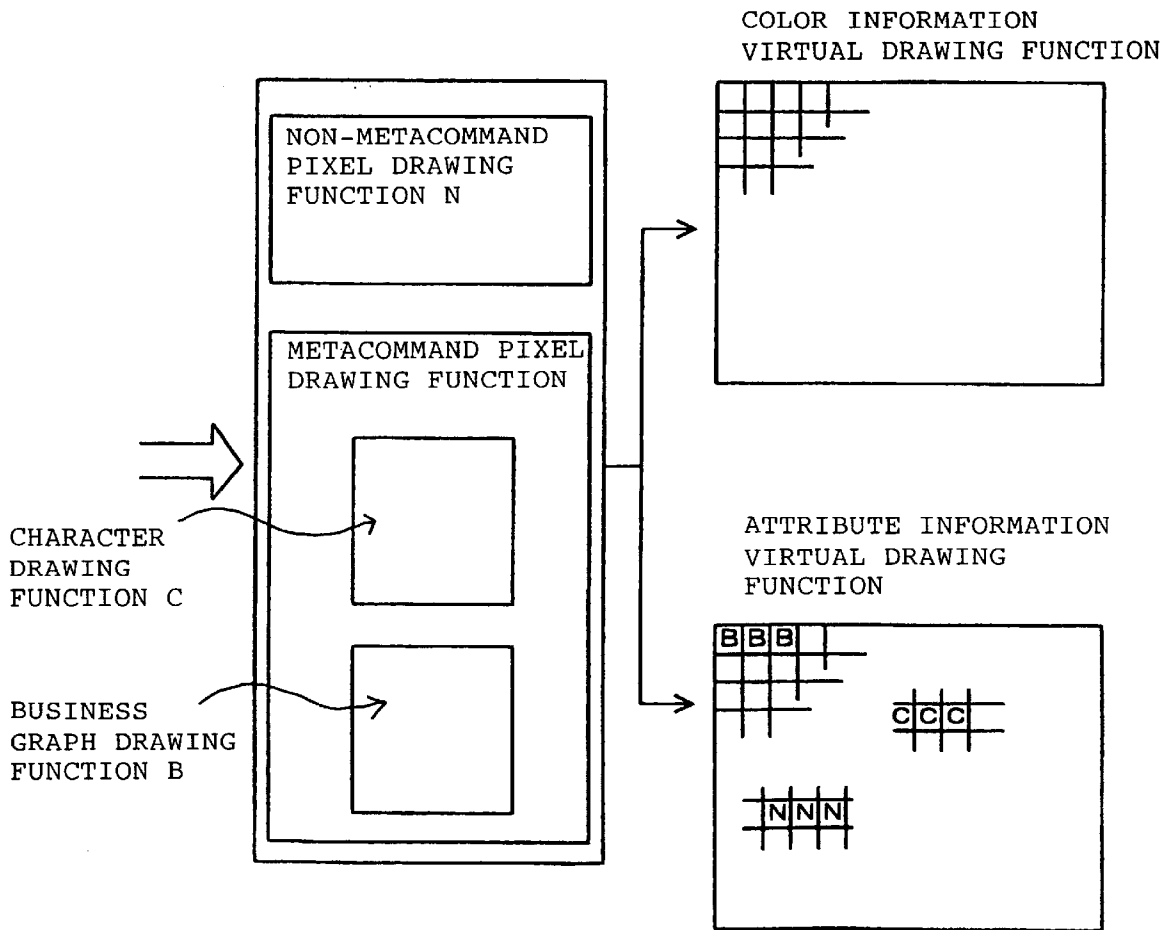 COLOR INFORMATION
VIRTUAL DRAWING FUNCTION
NON-METACOMMAND
PIXEL DRAWING
FUNCTION N
METACOMMAND PIXEL
DRAWING FUNCTION
CHARACTER
DRAWING
FUNCTION C
BUSINESS
GRAPH DRAWING
FUNCTION B
ATTRIBUTE INFORMATION
VIRTUAL DRAWING
FUNCTION
B B B
C C C
N N N